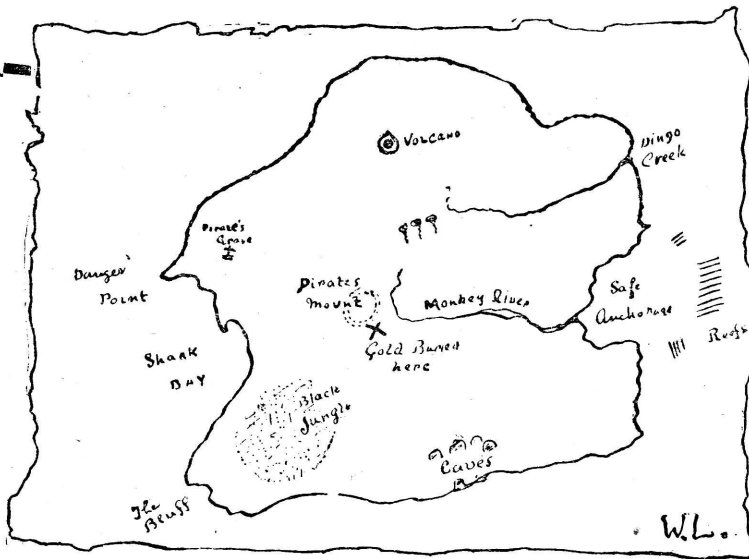 Volcano
Dingo
Creek
Pirate's
Grave
Danger
Point
Pirates
Mount
Monkey River
Safe
Anchorage
Reefs
Gold Buried
here
Shark
Bay
Black
Jungle
Caves
The
Bluff
W.L.